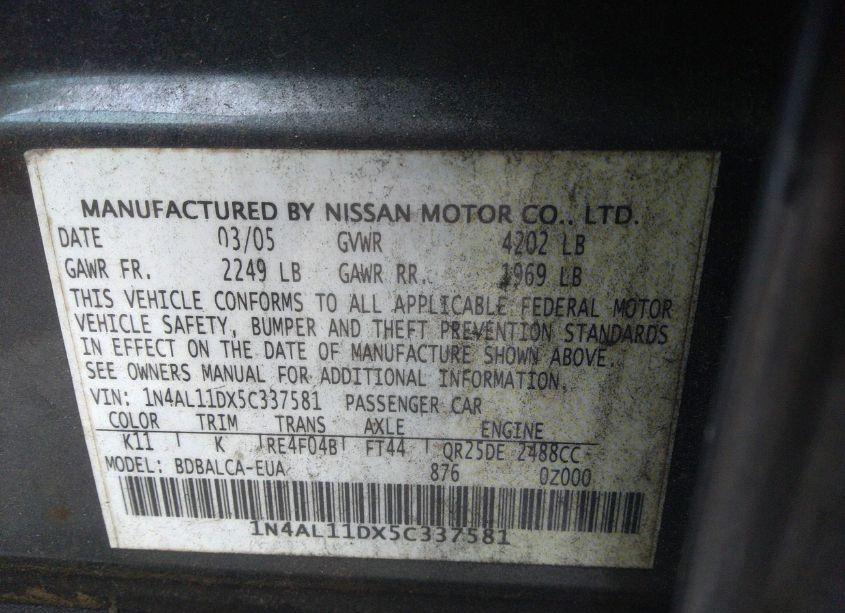 MANUFACTURED BY NISSAN MOTOR CO., LTD.
DATE 03/05 GVWR 4202 LB
GAWR FR. 2249 LB GAWR RR. 1969 LB
THIS VEHICLE CONFORMS TO ALL APPLICABLE FEDERAL MOTOR
VEHICLE SAFETY, BUMPER AND THEFT PREVENTION STANDARDS
IN EFFECT ON THE DATE OF MANUFACTURE SHOWN ABOVE.
SEE OWNERS MANUAL FOR ADDITIONAL INFORMATION.
VIN: 1N4AL11DX5C337581 PASSENGER CAR
COLOR TRIM TRANS AXLE ENGINE
K11 K RE4F04B FT44 QR25DE 2488CC
MODEL: BDBALCA-EUA 876 0Z000
1N4AL11DX5C337581